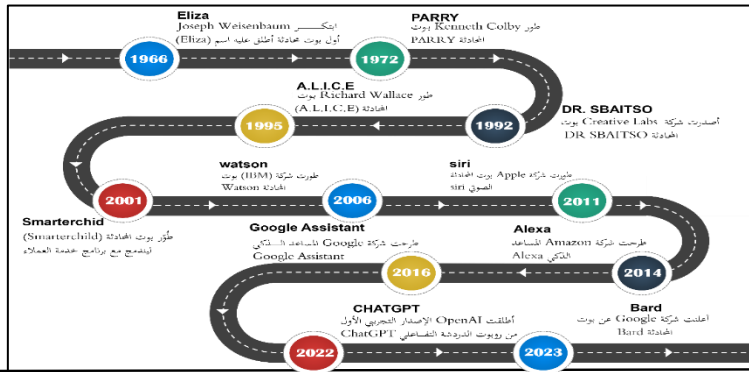 Eliza
ابتكر Joseph Weisenbaum
أول بوت محادثة أطلق عليه اسم (Eliza)
1966
PARRY
طور Kenneth Colby بوت
المحادثة PARRY
1972
DR. SBAITSO
أصدرت شركة Creative Labs بوت
المحادثة DR SBAITSO
1992
A.L.I.C.E
طور Richard Wallace بوت
المحادثة (A.L.I.C.E)
1995
2001
Smarterchid
طُوّر بوت المحادثة (Smarterchild)
ليندمج مع برنامج خدمة العملاء
watson
طورت شركة (IBM) بوت
المحادثة Watson
2006
siri
طورت شركة Apple بوت المحادثة
الصوتي siri
2011
Alexa
طرحت شركة Amazon المساعد
الذكي Alexa
2014
Google Assistant
طرحت شركة Google المساعد الذكي
Google Assistant
2016
CHATGPT
أطلقت OpenAI الإصدار التجريبي الأول
من روبوت الدردشة التفاعلي ChatGPT
2022
Bard
أعلنت شركة Google عن بوت
المحادثة Bard
2023